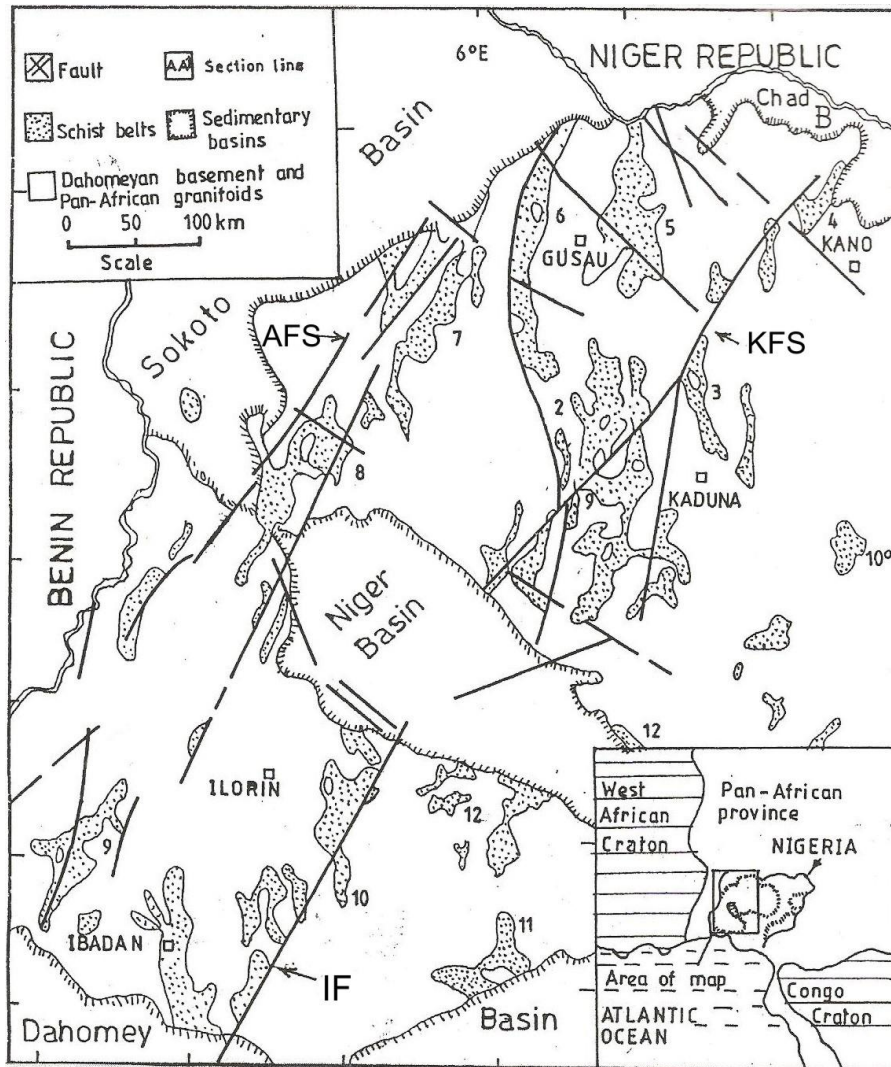 Fault
AA' Section line
Schist belts
Sedimentary
basins
Dahomeyan basement and
Pan-African granitoids
0 50 100 km
Scale
6°E
NIGER REPUBLIC
Chad
B
Basin
Sokoto
BENIN REPUBLIC
6
5
4
GUSAU
KANO
7
AFS
KFS
2
3
8
9
KADUNA
10°
Niger
Basin
12
ILORIN
12
9
10
IBADAN
11
IF
Dahomey
Basin
West
African
Craton
Pan-African
province
NIGERIA
Area of map
ATLANTIC
OCEAN
Congo
Craton